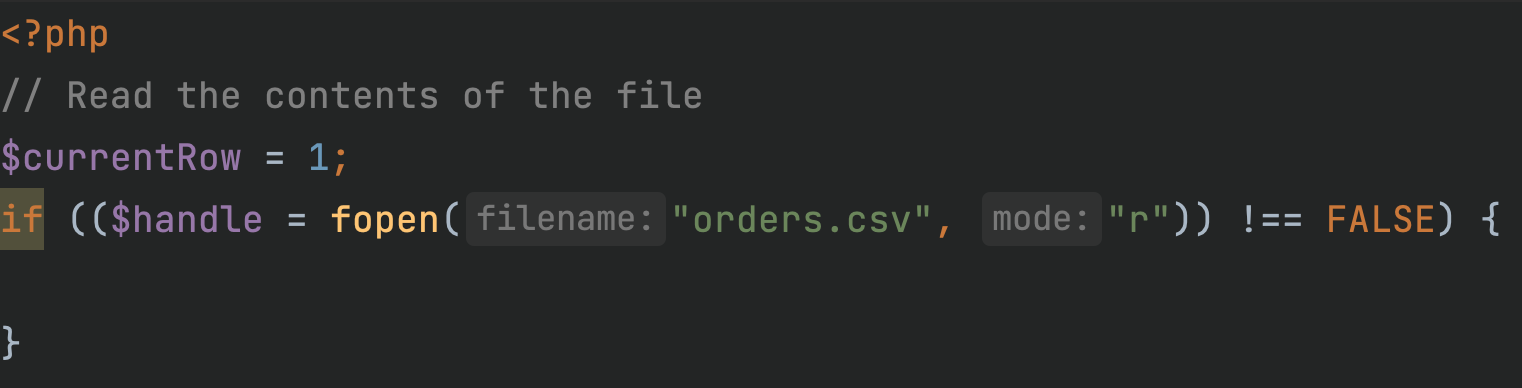 <?php
// Read the contents of the file
$currentRow = 1;
if (($handle = fopen( filename: "orders.csv", mode: "r")) !== FALSE) {
}